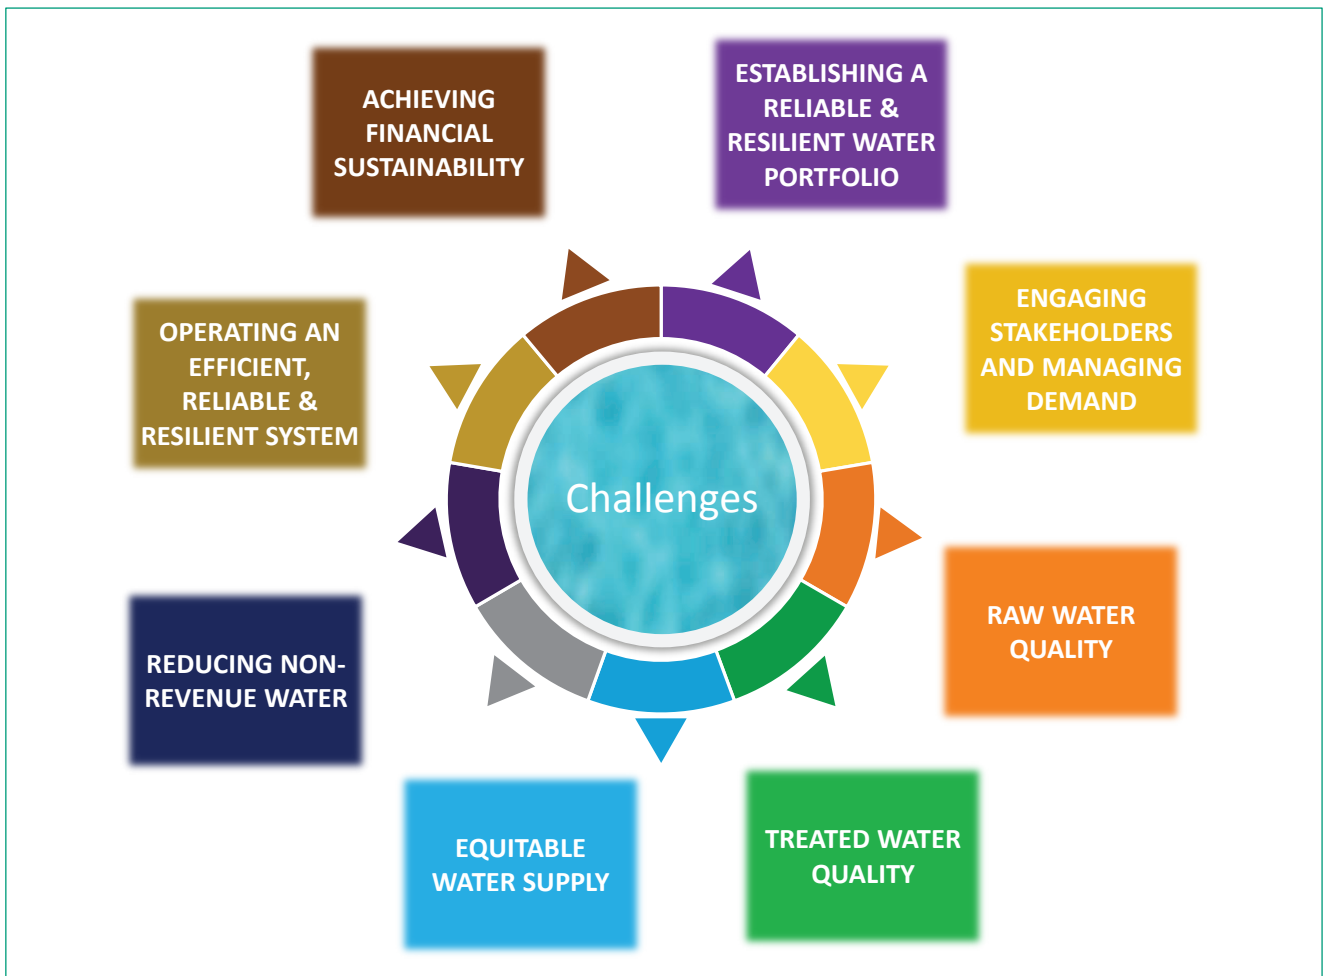 ACHIEVING
FINANCIAL
SUSTAINABILITY
ESTABLISHING A
RELIABLE &
RESILIENT WATER
PORTFOLIO
ENGAGING
STAKEHOLDERS
AND MANAGING
DEMAND
OPERATING AN
EFFICIENT,
RELIABLE &
RESILIENT SYSTEM
Challenges
RAW WATER
QUALITY
REDUCING NON-
REVENUE WATER
TREATED WATER
QUALITY
EQUITABLE
WATER SUPPLY